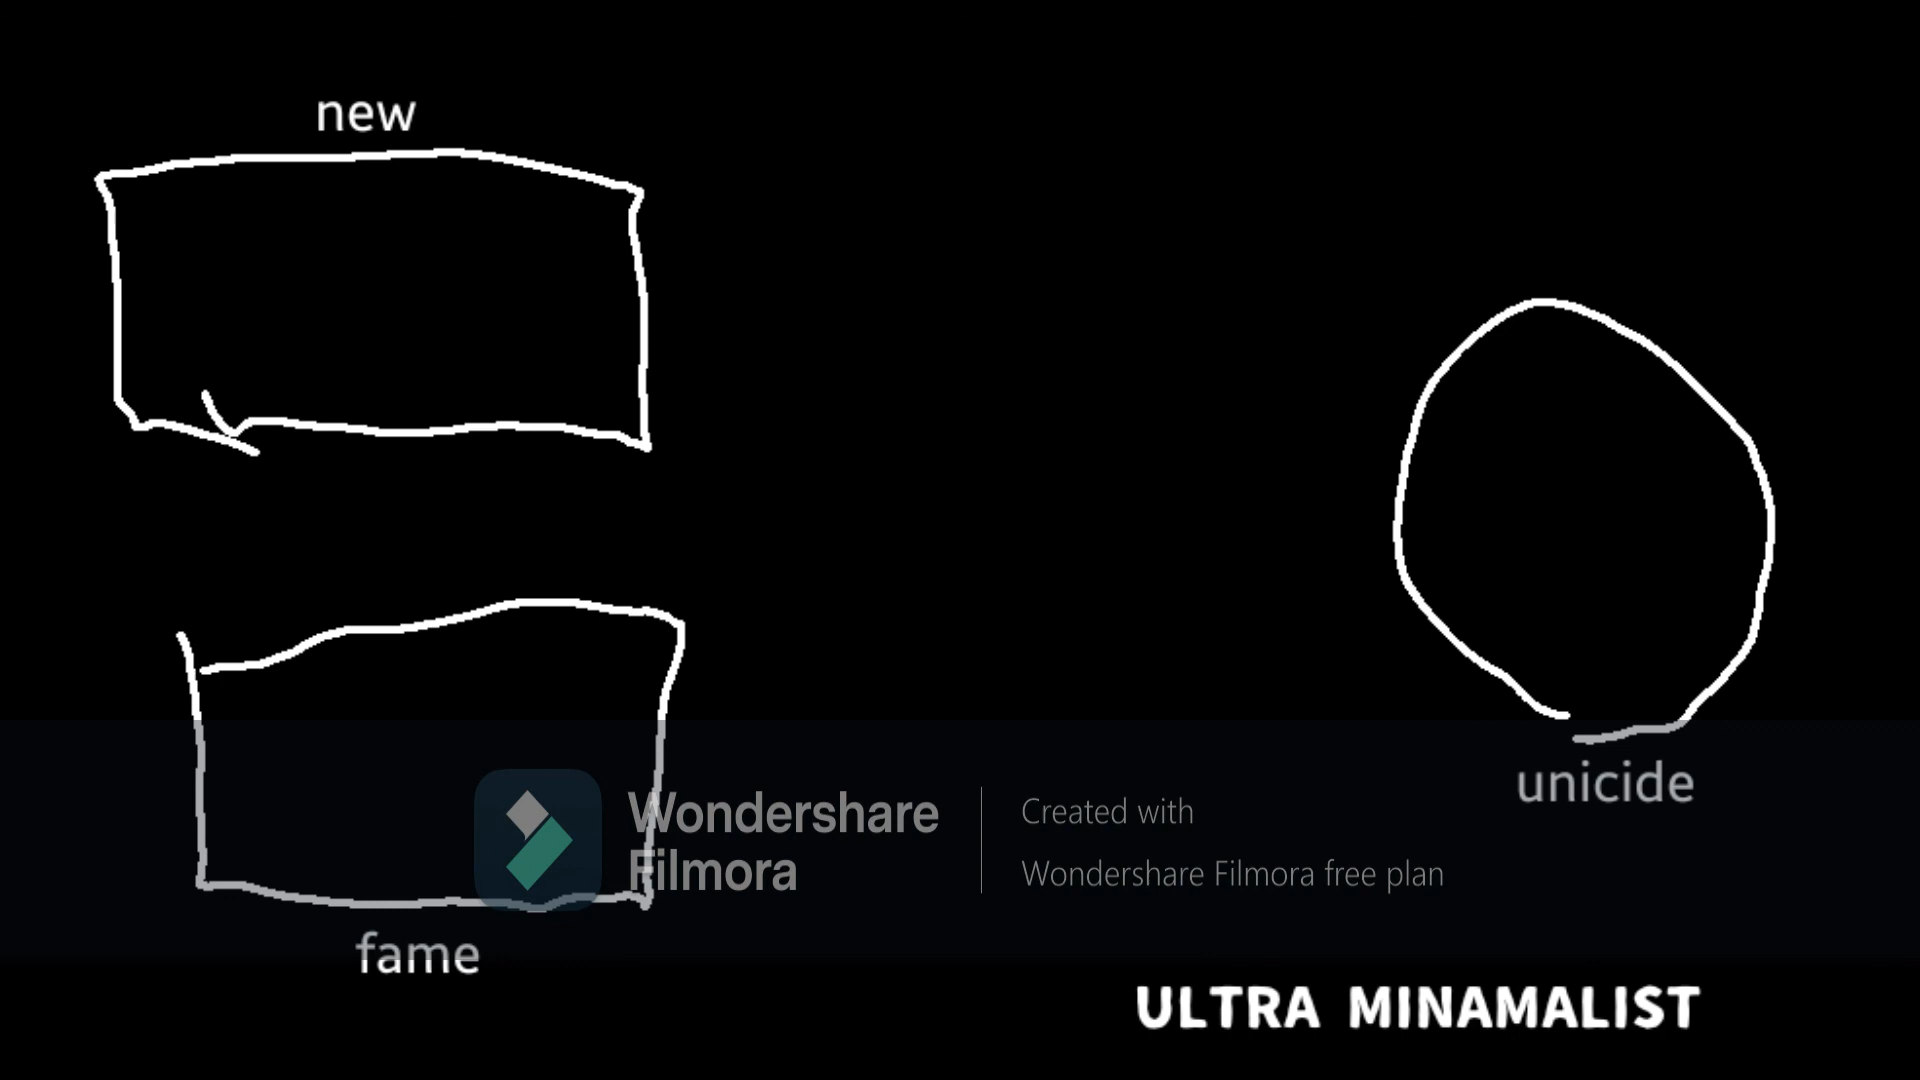 new
unicide
Wondershare
Filmora
Created with
Wondershare Filmora free plan
fame
ULTRA MINAMALIST